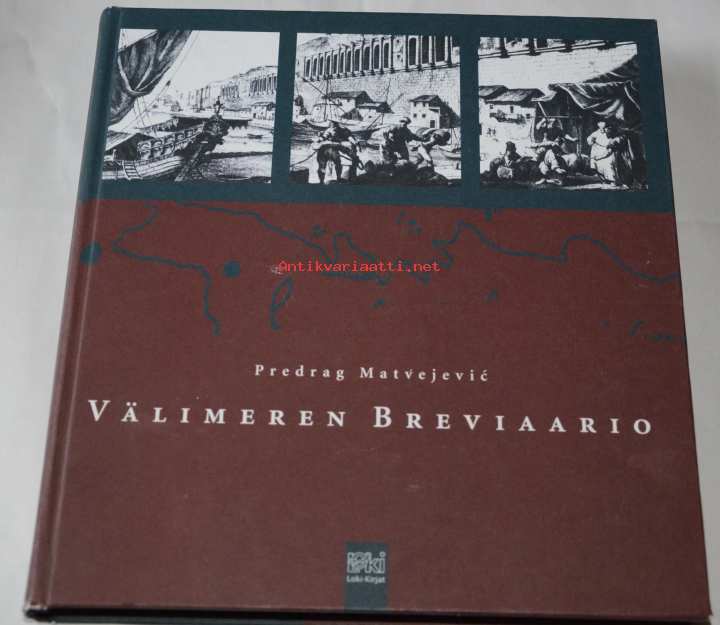 Antikvariaatti.net
Predrag Matvejević
VÄLIMEREN BREVIAARIO
Loki
Loki-Kirjat